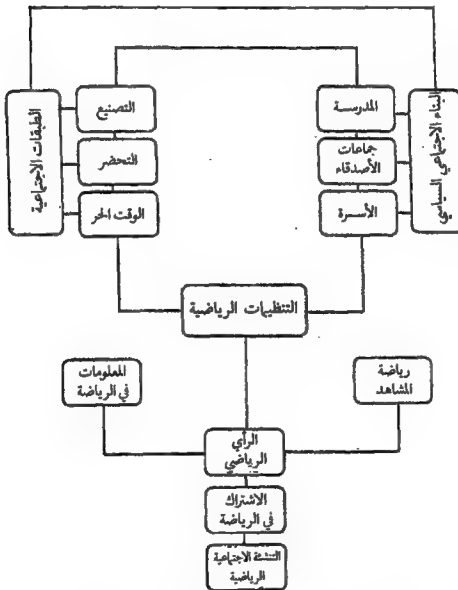 البناء الاجتماعي السياسي
المدرسة
جماعات
الأصدقاء
الأسرة
التصنيع
التحضر
الوقت الحر
الطبقات الاجتماعية
التنظيمات الرياضية
رياضة
المشاهد
المعلومات
في الرياضة
الرأي
الرياضي
الاشتراك
في الرياضة
التنشئة الاجتماعية
الرياضية